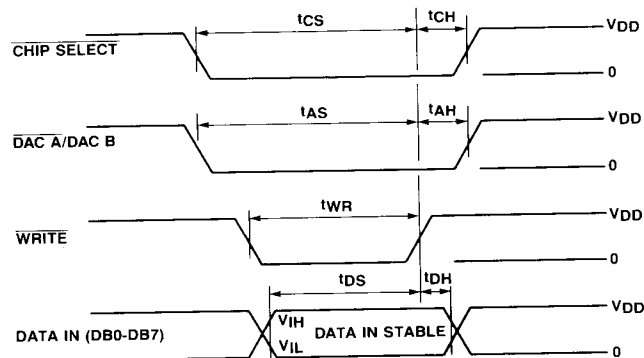 tCS tCH VDD
CHIP SELECT 0
tAS tAH VDD
DAC A/DAC B 0
tWR VDD
WRITE 0
tDS tDH VDD
VIH
DATA IN (DB0-DB7) DATA IN STABLE
VIL 0